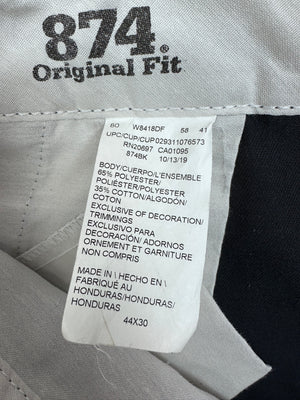 874®
Original Fit
BO W8418DF 58 41
UPC/CUP/CUP029311076573
RN20697 CA01095
874BK 10/13/19
BODY/CUERPO/L'ENSEMBLE
65% POLYESTER/
POLIÉSTER/POLYESTER
35% COTTON/ALGODÓN/
COTON
EXCLUSIVE OF DECORATION/
TRIMMINGS
EXCLUSIVO PARA
DECORACIÓN/ ADORNOS
ORNEMENT ET GARNITURE
NON COMPRIS
MADE IN \ HECHO EN \
FABRIQUÉ AU
HONDURAS/HONDURAS/
HONDURAS
44X30